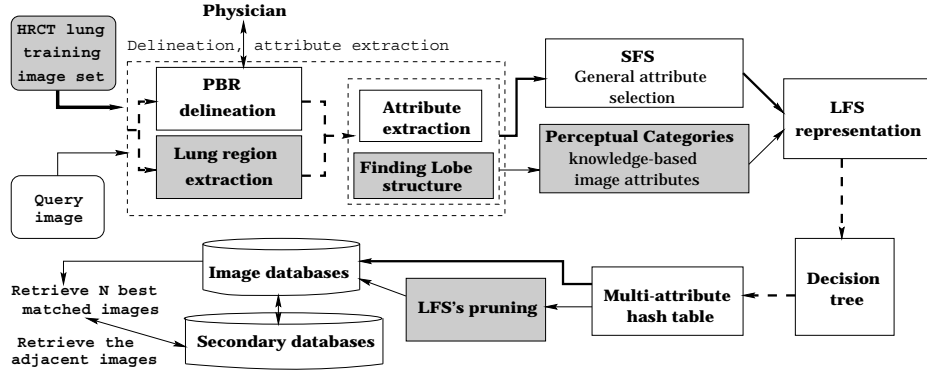 HRCT lung
training
image set
Physician
Delineation, attribute extraction
PBR
delineation
Lung region
extraction
Attribute
extraction
Finding Lobe
structure
SFS
General attribute
selection
Perceptual Categories
knowledge-based
image attributes
LFS
representation
Query
image
Image databases
Secondary databases
LFS's pruning
Multi-attribute
hash table
Decision
tree
Retrieve N best
matched images
Retrieve the
adjacent images